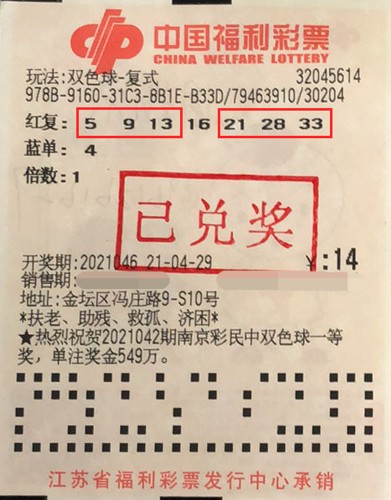 中国福利彩票
CHINA WELFARE LOTTERY
玩法:双色球-复式 32045614
978B-9160-31C3-8B1E-B33D/79463910/30204
红复: 5 9 13 16 21 28 33
蓝单: 4
倍数:1
已兑奖
开奖期:2021046 21-04-29 ¥:14
销售期:
地址:金坛区冯庄路9-S10号
*扶老、助残、救孤、济困*
★热烈祝贺2021042期南京彩民中双色球一等
奖，单注奖金549万。
江苏省福利彩票发行中心承销